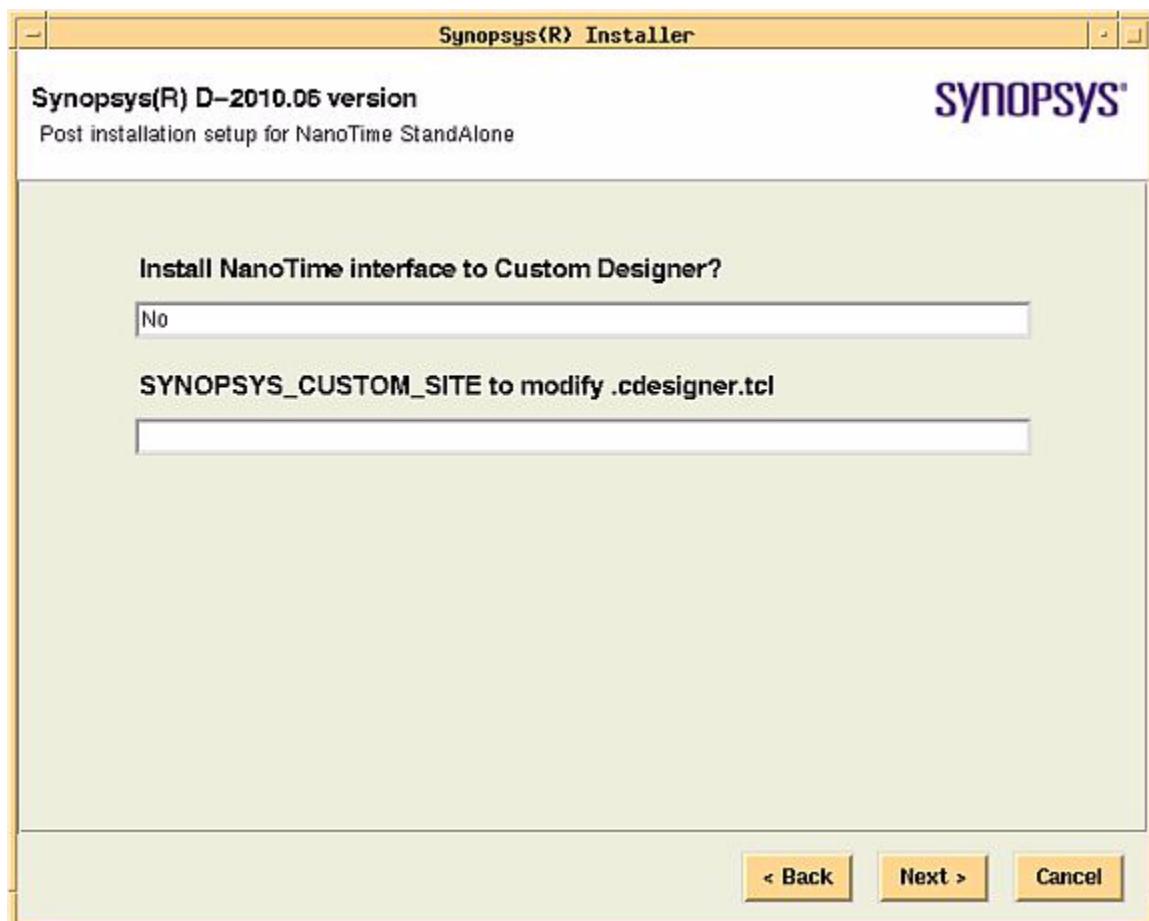 Synopsys(R) Installer
Synopsys(R) D-2010.06 version
SYNOPSYS®
Post installation setup for NanoTime StandAlone
Install NanoTime interface to Custom Designer?
No
SYNOPSYS_CUSTOM_SITE to modify .cdesigner.tcl
< Back
Next >
Cancel